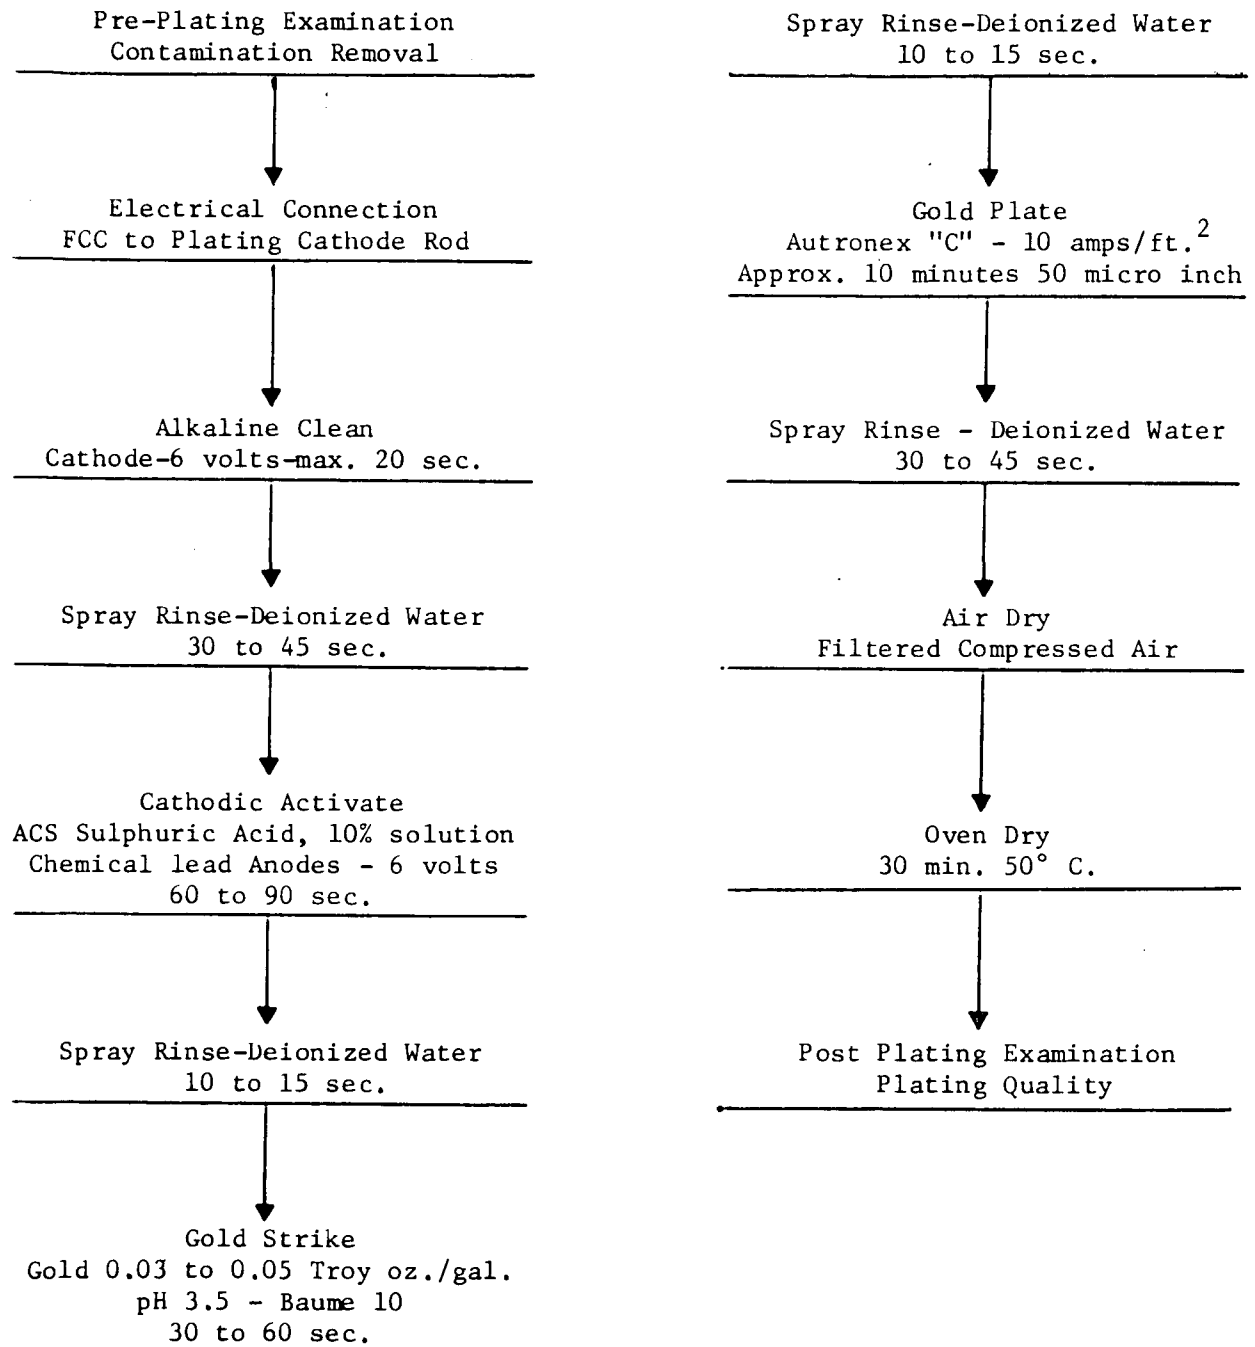 Pre-Plating Examination
Contamination Removal
Electrical Connection
FCC to Plating Cathode Rod
Alkaline Clean
Cathode-6 volts-max. 20 sec.
Spray Rinse-Deionized Water
30 to 45 sec.
Cathodic Activate
ACS Sulphuric Acid, 10% solution
Chemical lead Anodes - 6 volts
60 to 90 sec.
Spray Rinse-Deionized Water
10 to 15 sec.
Gold Strike
Gold 0.03 to 0.05 Troy oz./gal.
pH 3.5 - Baume 10
30 to 60 sec.
Spray Rinse-Deionized Water
10 to 15 sec.
Gold Plate
Autronex "C" - 10 amps/ft.²
Approx. 10 minutes 50 micro inch
Spray Rinse - Deionized Water
30 to 45 sec.
Air Dry
Filtered Compressed Air
Oven Dry
30 min. 50° C.
Post Plating Examination
Plating Quality